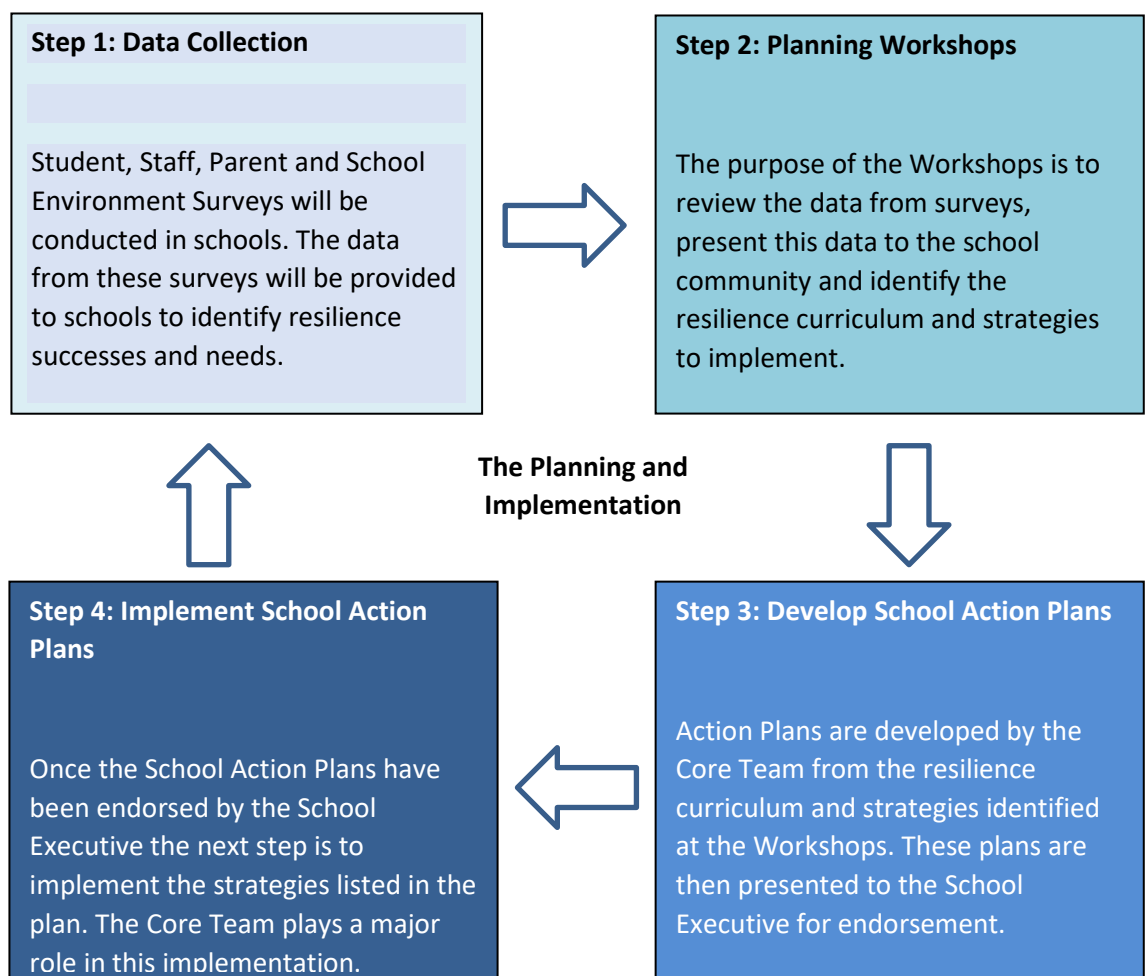 Step 1: Data Collection
Student, Staff, Parent and School
Environment Surveys will be
conducted in schools. The data
from these surveys will be provided
to schools to identify resilience
successes and needs.
Step 2: Planning Workshops
The purpose of the Workshops is to
review the data from surveys,
present this data to the school
community and identify the
resilience curriculum and strategies
to implement.
The Planning and
Implementation
Step 4: Implement School Action
Plans
Once the School Action Plans have
been endorsed by the School
Executive the next step is to
implement the strategies listed in the
plan. The Core Team plays a major
role in this implementation.
Step 3: Develop School Action Plans
Action Plans are developed by the
Core Team from the resilience
curriculum and strategies identified
at the Workshops. These plans are
then presented to the School
Executive for endorsement.